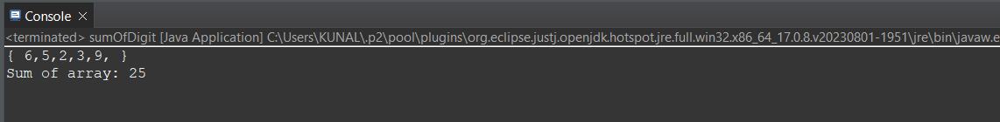 Console
<terminated> sumOfDigit [Java Application] C:\Users\KUNAL\.p2\pool\plugins\org.eclipse.justj.openjdk.hotspot.jre.full.win32.x86_64_17.0.8.v20230801-1951\jre\bin\javaw.e
{ 6,5,2,3,9, }
Sum of array: 25